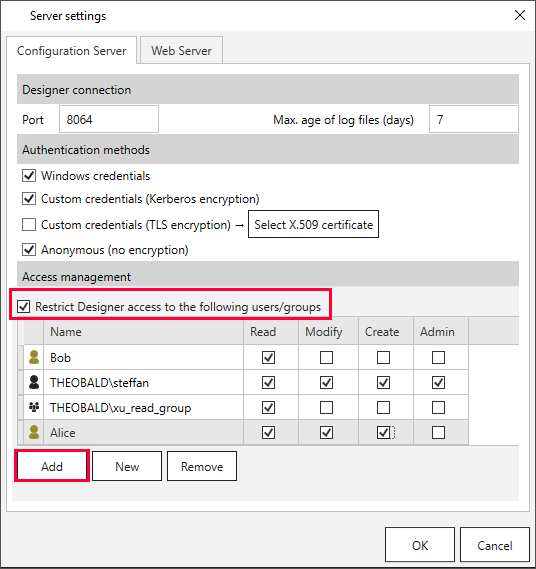 Server settings
Configuration Server Web Server
Designer connection
Port 8064 Max. age of log files (days) 7
Authentication methods
Windows credentials
Custom credentials (Kerberos encryption)
Custom credentials (TLS encryption) → Select X.509 certificate
Anonymous (no encryption)
Access management
Restrict Designer access to the following users/groups
Name Read Modify Create Admin
Bob
THEOBALD\steffan
THEOBALD\xu_read_group
Alice
Add New Remove
OK Cancel